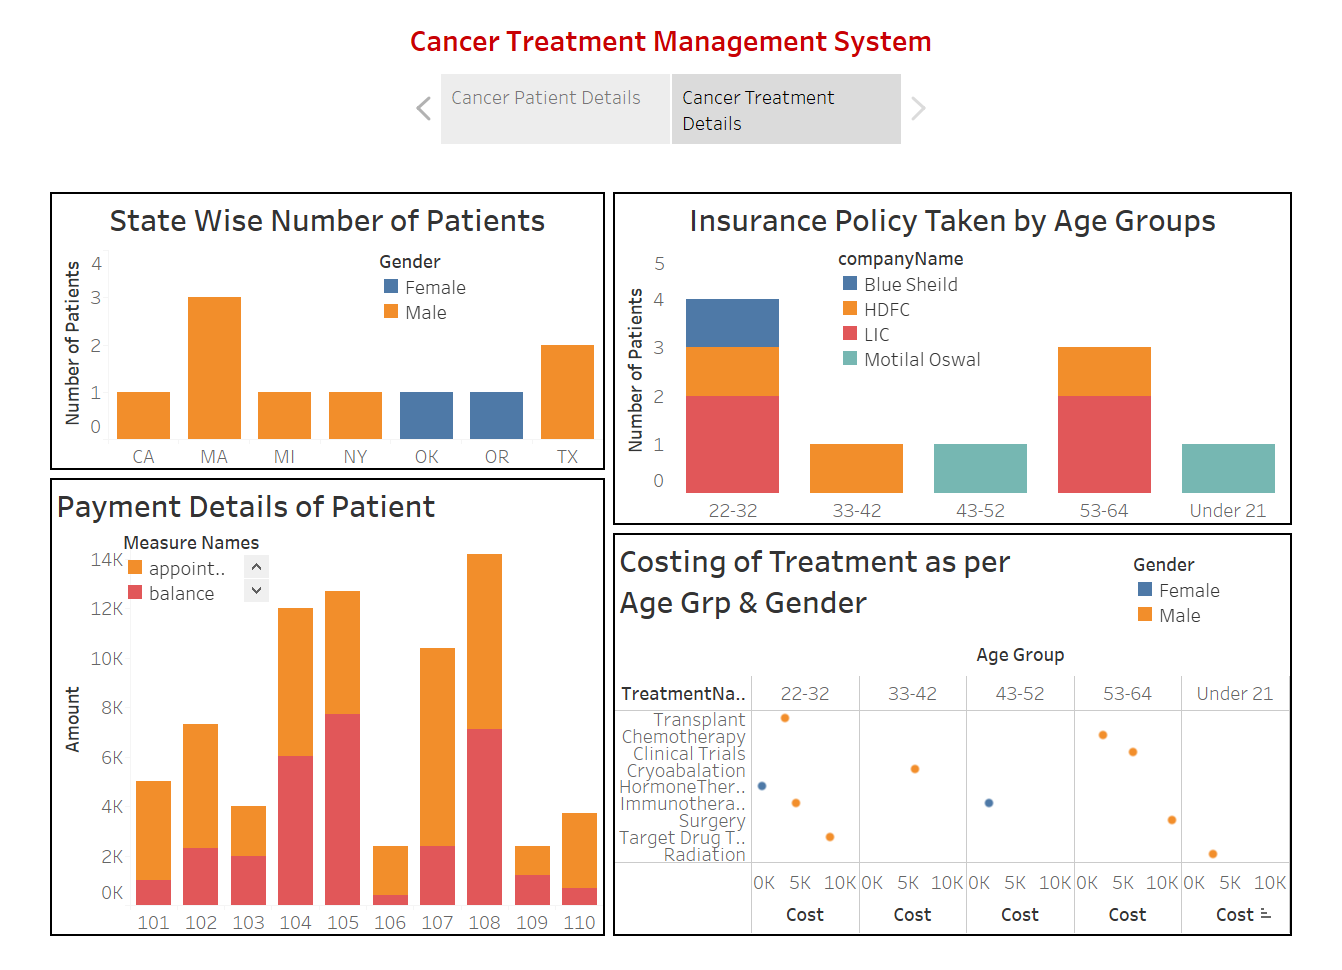 Cancer Treatment Management System
Cancer Patient Details
Cancer Treatment
Details
State Wise Number of Patients
Gender
Female
Male
Number of Patients
4
3
2
1
0
CA MA MI NY OK OR TX
Insurance Policy Taken by Age Groups
companyName
Blue Sheild
HDFC
LIC
Motilal Oswal
Number of Patients
5
4
3
2
1
0
22-32 33-42 43-52 53-64 Under 21
Payment Details of Patient
Measure Names
appoint..
balance
Amount
14K
12K
10K
8K
6K
4K
2K
0K
101 102 103 104 105 106 107 108 109 110
Costing of Treatment as per
Age Grp & Gender
Gender
Female
Male
Age Group
TreatmentNa.. 22-32 33-42 43-52 53-64 Under 21
Transplant
Chemotherapy
Clinical Trials
Cryoabalation
HormoneTher..
Immunothera..
Surgery
Target Drug T..
Radiation
0K 5K 10K 0K 5K 10K 0K 5K 10K 0K 5K 10K 0K 5K 10K
Cost Cost Cost Cost Cost